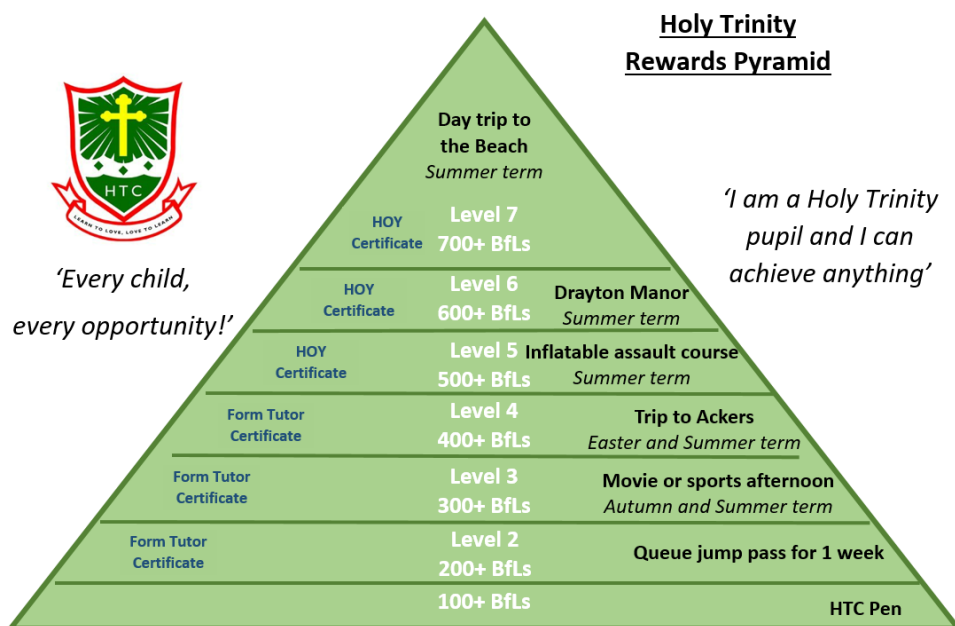 Holy Trinity
Rewards Pyramid
HTC
LEARN TO LOVE, LOVE TO LEARN
'Every child,
every opportunity!'
'I am a Holy Trinity
pupil and I can
achieve anything'
Day trip to
the Beach
Summer term
HOY
Certificate
Level 7
700+ BfLs
HOY
Certificate
Level 6
600+ BfLs
Drayton Manor
Summer term
HOY
Certificate
Level 5
500+ BfLs
Inflatable assault course
Summer term
Form Tutor
Certificate
Level 4
400+ BfLs
Trip to Ackers
Easter and Summer term
Form Tutor
Certificate
Level 3
300+ BfLs
Movie or sports afternoon
Autumn and Summer term
Form Tutor
Certificate
Level 2
200+ BfLs
Queue jump pass for 1 week
100+ BfLs
HTC Pen